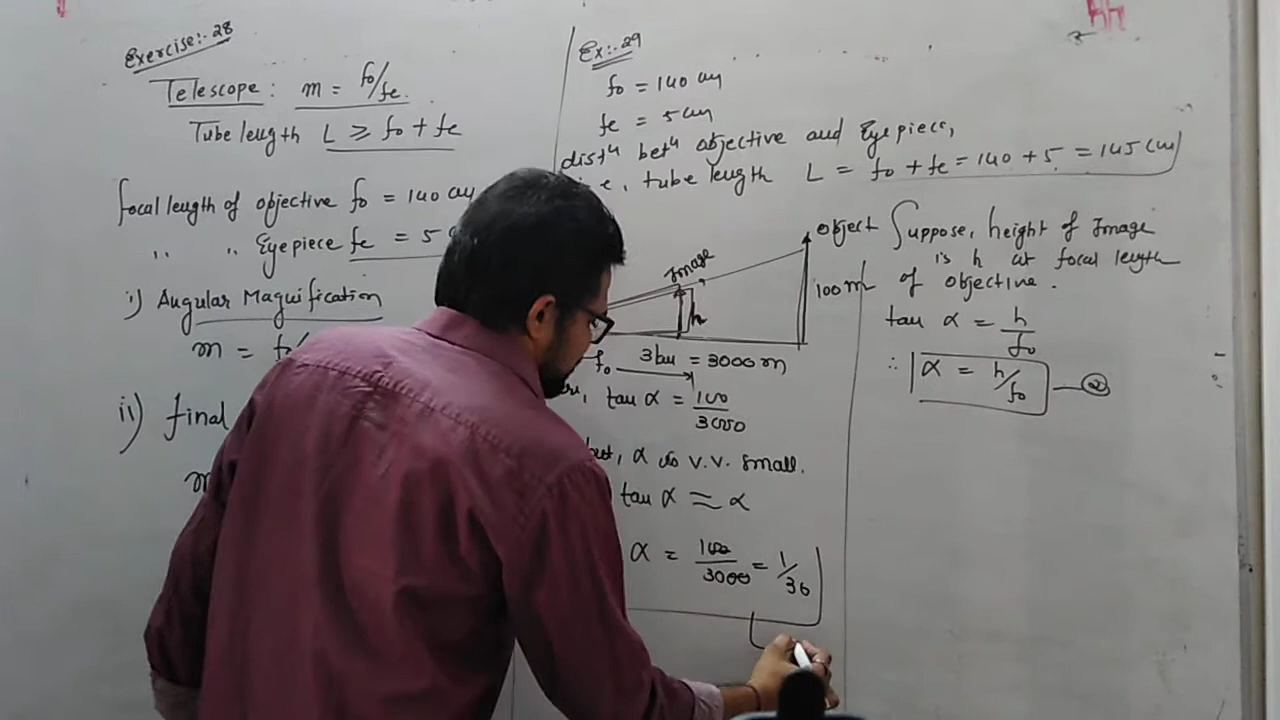 Exercise:- 28
Telescope: m = fo/fe
Tube length L ≥ fo + fe
focal length of objective fo = 140 cm
,, ,, Eyepiece fe = 5
i) Angular Magnification
m = fo/
ii) final
m
Ex:- 29
fo = 140 cm
fe = 5 cm
distⁿ betⁿ objective and Eyepiece,
i.e., tube length L = fo + fe = 140 + 5 = 145 cm
object
Image
100 m
h
fo
3 km = 3000 m
tan α = 100/3000
but, α is v.v. small.
tan α ≈ α
α = 100/3000 = 1/30
Suppose, height of Image
is h at focal length
of objective.
tan α = h/fo
∴ α = h/fo —②